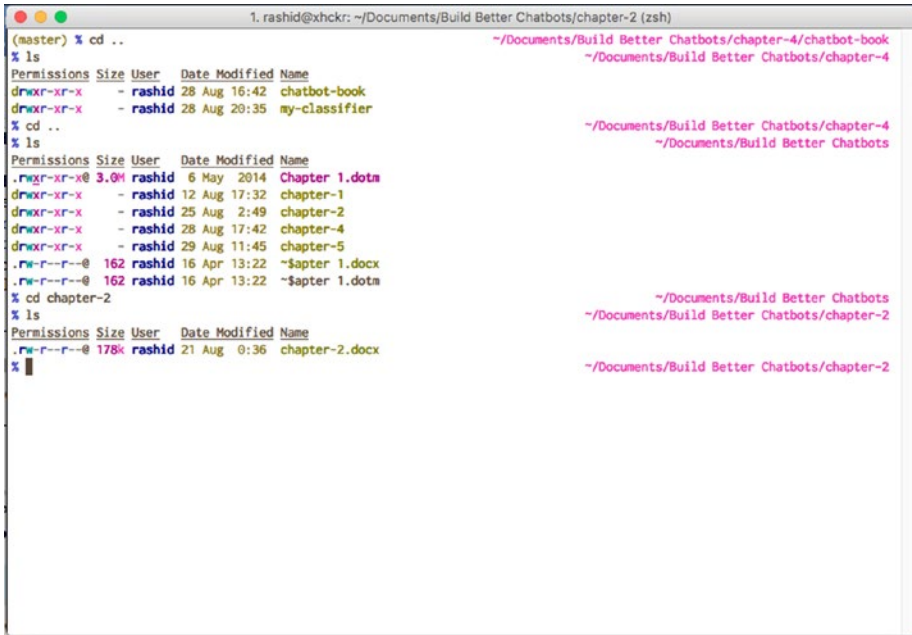 1. rashid@xhckr: ~/Documents/Build Better Chatbots/chapter-2 (zsh)
(master) % cd .. ~/Documents/Build Better Chatbots/chapter-4/chatbot-book
% ls ~/Documents/Build Better Chatbots/chapter-4
Permissions Size User Date Modified Name
drwxr-xr-x - rashid 28 Aug 16:42 chatbot-book
drwxr-xr-x - rashid 28 Aug 20:35 my-classifier
% cd .. ~/Documents/Build Better Chatbots/chapter-4
% ls ~/Documents/Build Better Chatbots
Permissions Size User Date Modified Name
.rwxr-xr-x@ 3.0M rashid 6 May 2014 Chapter 1.dotm
drwxr-xr-x - rashid 12 Aug 17:32 chapter-1
drwxr-xr-x - rashid 25 Aug 2:49 chapter-2
drwxr-xr-x - rashid 28 Aug 17:42 chapter-4
drwxr-xr-x - rashid 29 Aug 11:45 chapter-5
.rw-r--r--@ 162 rashid 16 Apr 13:22 ~$apter 1.docx
.rw-r--r--@ 162 rashid 16 Apr 13:22 ~$apter 1.dotm
% cd chapter-2 ~/Documents/Build Better Chatbots
% ls ~/Documents/Build Better Chatbots/chapter-2
Permissions Size User Date Modified Name
.rw-r--r--@ 178k rashid 21 Aug 0:36 chapter-2.docx
% ~/Documents/Build Better Chatbots/chapter-2